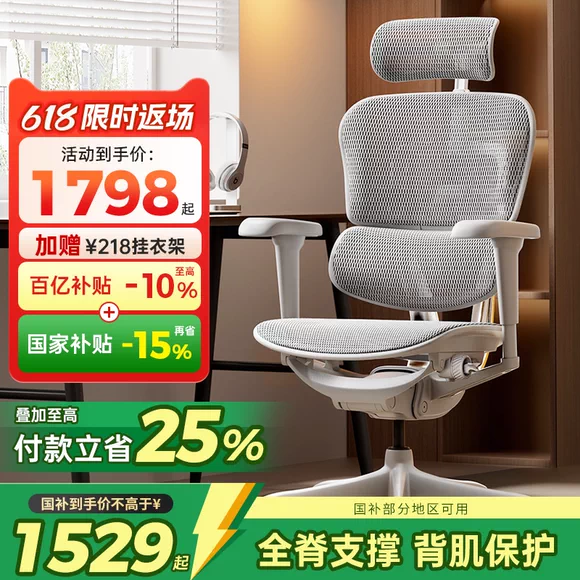 618限时返场
活动到手价:
1798起
加赠 ¥218挂衣架
百亿补贴 至高-10%
+
国家补贴 再省-15%
叠加至高
付款立省25%
国补到手价不高于¥
1529起
国补部分地区可用
全脊支撑 背肌保护